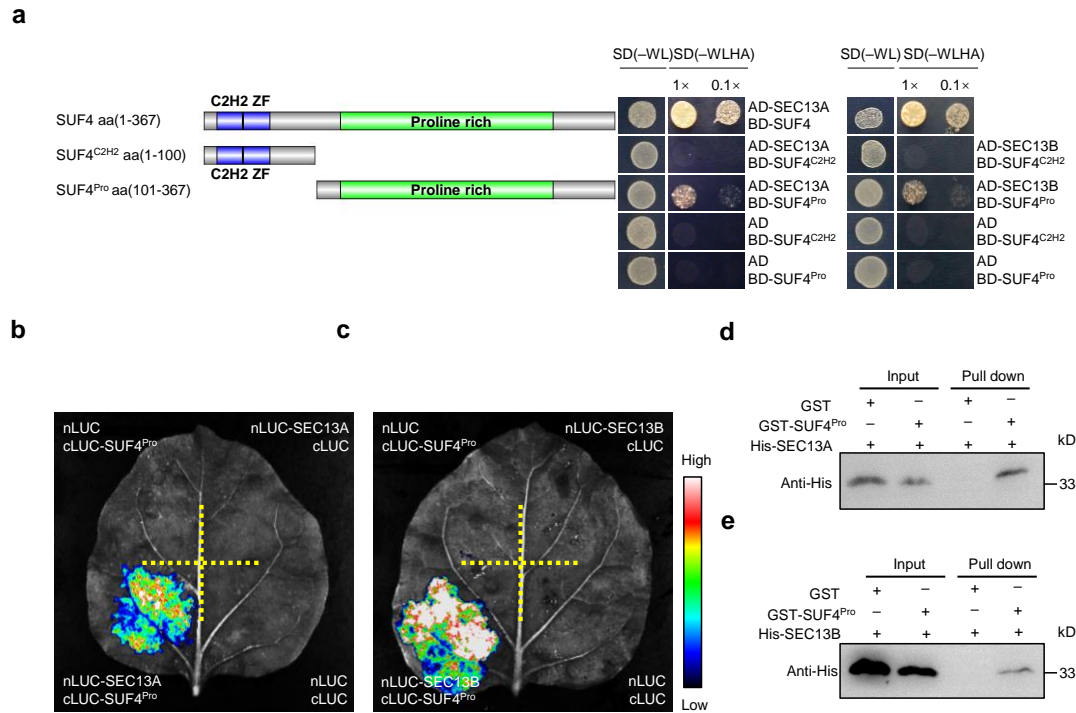 a
SD(–WL) SD(–WLHA)
1× 0.1×
SD(–WL) SD(–WLHA)
1× 0.1×
C2H2 ZF
SUF4 aa(1-367)
Proline rich
AD-SEC13A
BD-SUF4
SUF4C2H2 aa(1-100)
C2H2 ZF
AD-SEC13A
BD-SUF4C2H2
AD-SEC13B
BD-SUF4C2H2
SUF4Pro aa(101-367)
Proline rich
AD-SEC13A
BD-SUF4Pro
AD-SEC13B
BD-SUF4Pro
AD
BD-SUF4C2H2
AD
BD-SUF4C2H2
AD
BD-SUF4Pro
AD
BD-SUF4Pro
b
nLUC
cLUC-SUF4Pro
nLUC-SEC13A
cLUC
nLUC-SEC13A
cLUC-SUF4Pro
nLUC
cLUC
c
nLUC
cLUC-SUF4Pro
nLUC-SEC13B
cLUC
nLUC-SEC13B
cLUC-SUF4Pro
nLUC
cLUC
High
Low
d
Input Pull down
GST + – + –
GST-SUF4Pro – + – +
His-SEC13A + + + +
kD
Anti-His
33
e
Input Pull down
GST + – + –
GST-SUF4Pro – + – +
His-SEC13B + + + +
kD
Anti-His
33